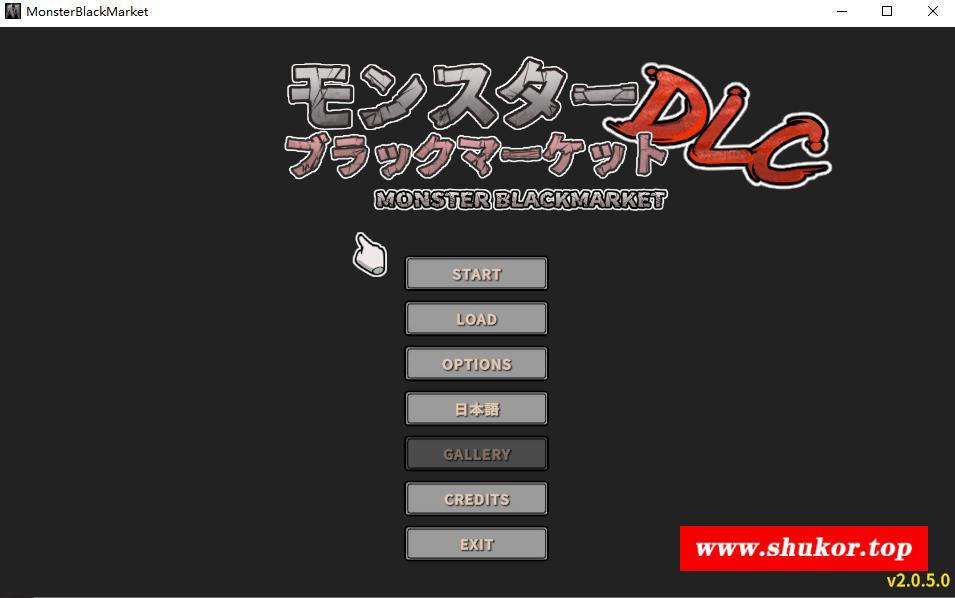 MonsterBlackMarket
モンスター
DLC
ブラックマーケット
MONSTER BLACKMARKET
START
LOAD
OPTIONS
日本語
GALLERY
CREDITS
EXIT
www.shukor.top
v2.0.5.0